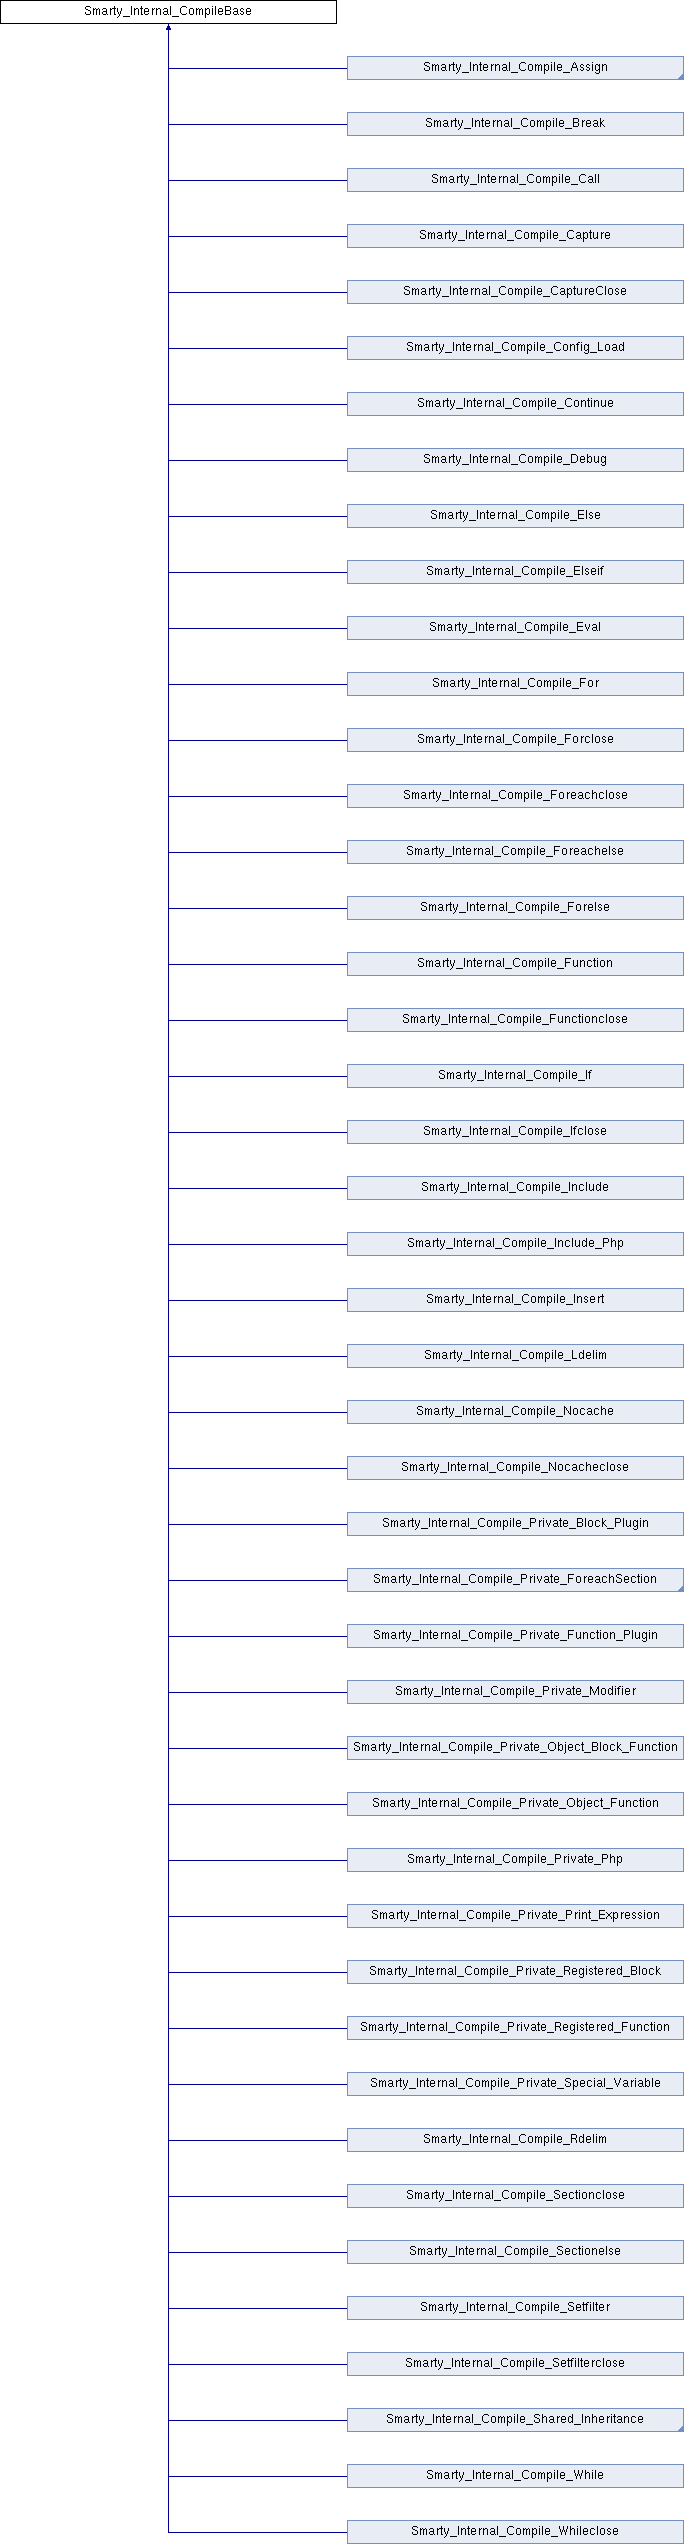 Smarty_Internal_CompileBase
Smarty_Internal_Compile_Assign
Smarty_Internal_Compile_Break
Smarty_Internal_Compile_Call
Smarty_Internal_Compile_Capture
Smarty_Internal_Compile_CaptureClose
Smarty_Internal_Compile_Config_Load
Smarty_Internal_Compile_Continue
Smarty_Internal_Compile_Debug
Smarty_Internal_Compile_Else
Smarty_Internal_Compile_Elseif
Smarty_Internal_Compile_Eval
Smarty_Internal_Compile_For
Smarty_Internal_Compile_Forclose
Smarty_Internal_Compile_Foreachclose
Smarty_Internal_Compile_Foreachelse
Smarty_Internal_Compile_Forelse
Smarty_Internal_Compile_Function
Smarty_Internal_Compile_Functionclose
Smarty_Internal_Compile_If
Smarty_Internal_Compile_Ifclose
Smarty_Internal_Compile_Include
Smarty_Internal_Compile_Include_Php
Smarty_Internal_Compile_Insert
Smarty_Internal_Compile_Ldelim
Smarty_Internal_Compile_Nocache
Smarty_Internal_Compile_Nocacheclose
Smarty_Internal_Compile_Private_Block_Plugin
Smarty_Internal_Compile_Private_ForeachSection
Smarty_Internal_Compile_Private_Function_Plugin
Smarty_Internal_Compile_Private_Modifier
Smarty_Internal_Compile_Private_Object_Block_Function
Smarty_Internal_Compile_Private_Object_Function
Smarty_Internal_Compile_Private_Php
Smarty_Internal_Compile_Private_Print_Expression
Smarty_Internal_Compile_Private_Registered_Block
Smarty_Internal_Compile_Private_Registered_Function
Smarty_Internal_Compile_Private_Special_Variable
Smarty_Internal_Compile_Rdelim
Smarty_Internal_Compile_Sectionclose
Smarty_Internal_Compile_Sectionelse
Smarty_Internal_Compile_Setfilter
Smarty_Internal_Compile_Setfilterclose
Smarty_Internal_Compile_Shared_Inheritance
Smarty_Internal_Compile_While
Smarty_Internal_Compile_Whileclose